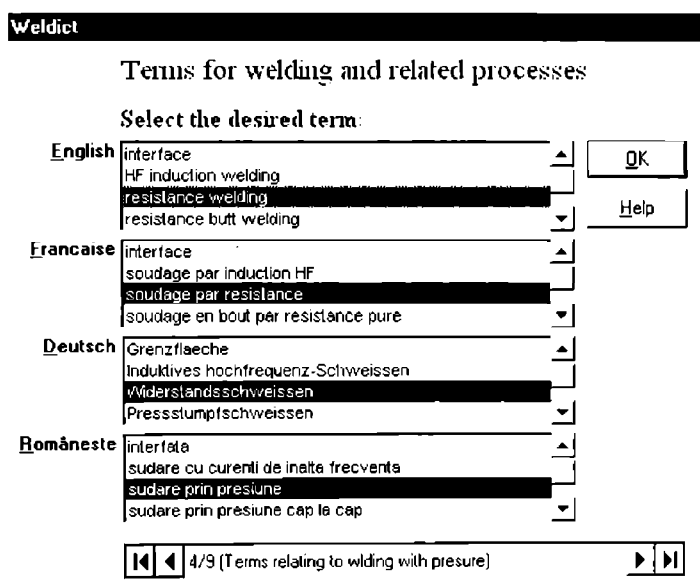 Weldict
Terms for welding and related processes
Select the desired term:
English
interface
HF induction welding
resistance welding
resistance butt welding
OK
Help
Francaise
interface
soudage par induction HF
soudage par resistance
soudage en bout par resistance pure
Deutsch
Grenzflaeche
Induktives hochfrequenz-Schweissen
Widerstandsschweissen
Pressstumpfschweissen
Româneste
interfata
sudare cu curenti de inalta frecventa
sudare prin presiune
sudare prin presiune cap la cap
4/9 (Terms relating to wlding with presure)